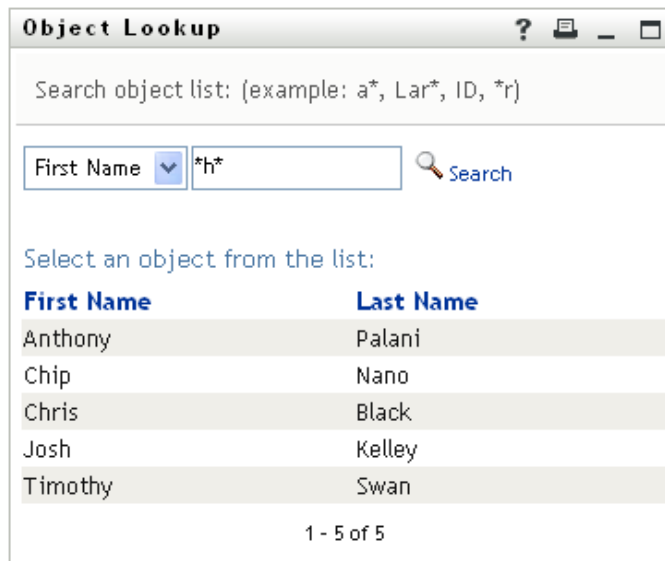 Object Lookup ?
Search object list: (example: a*, Lar*, ID, *r)
First Name *h* Search
Select an object from the list:
First Name Last Name
Anthony Palani
Chip Nano
Chris Black
Josh Kelley
Timothy Swan
1 - 5 of 5